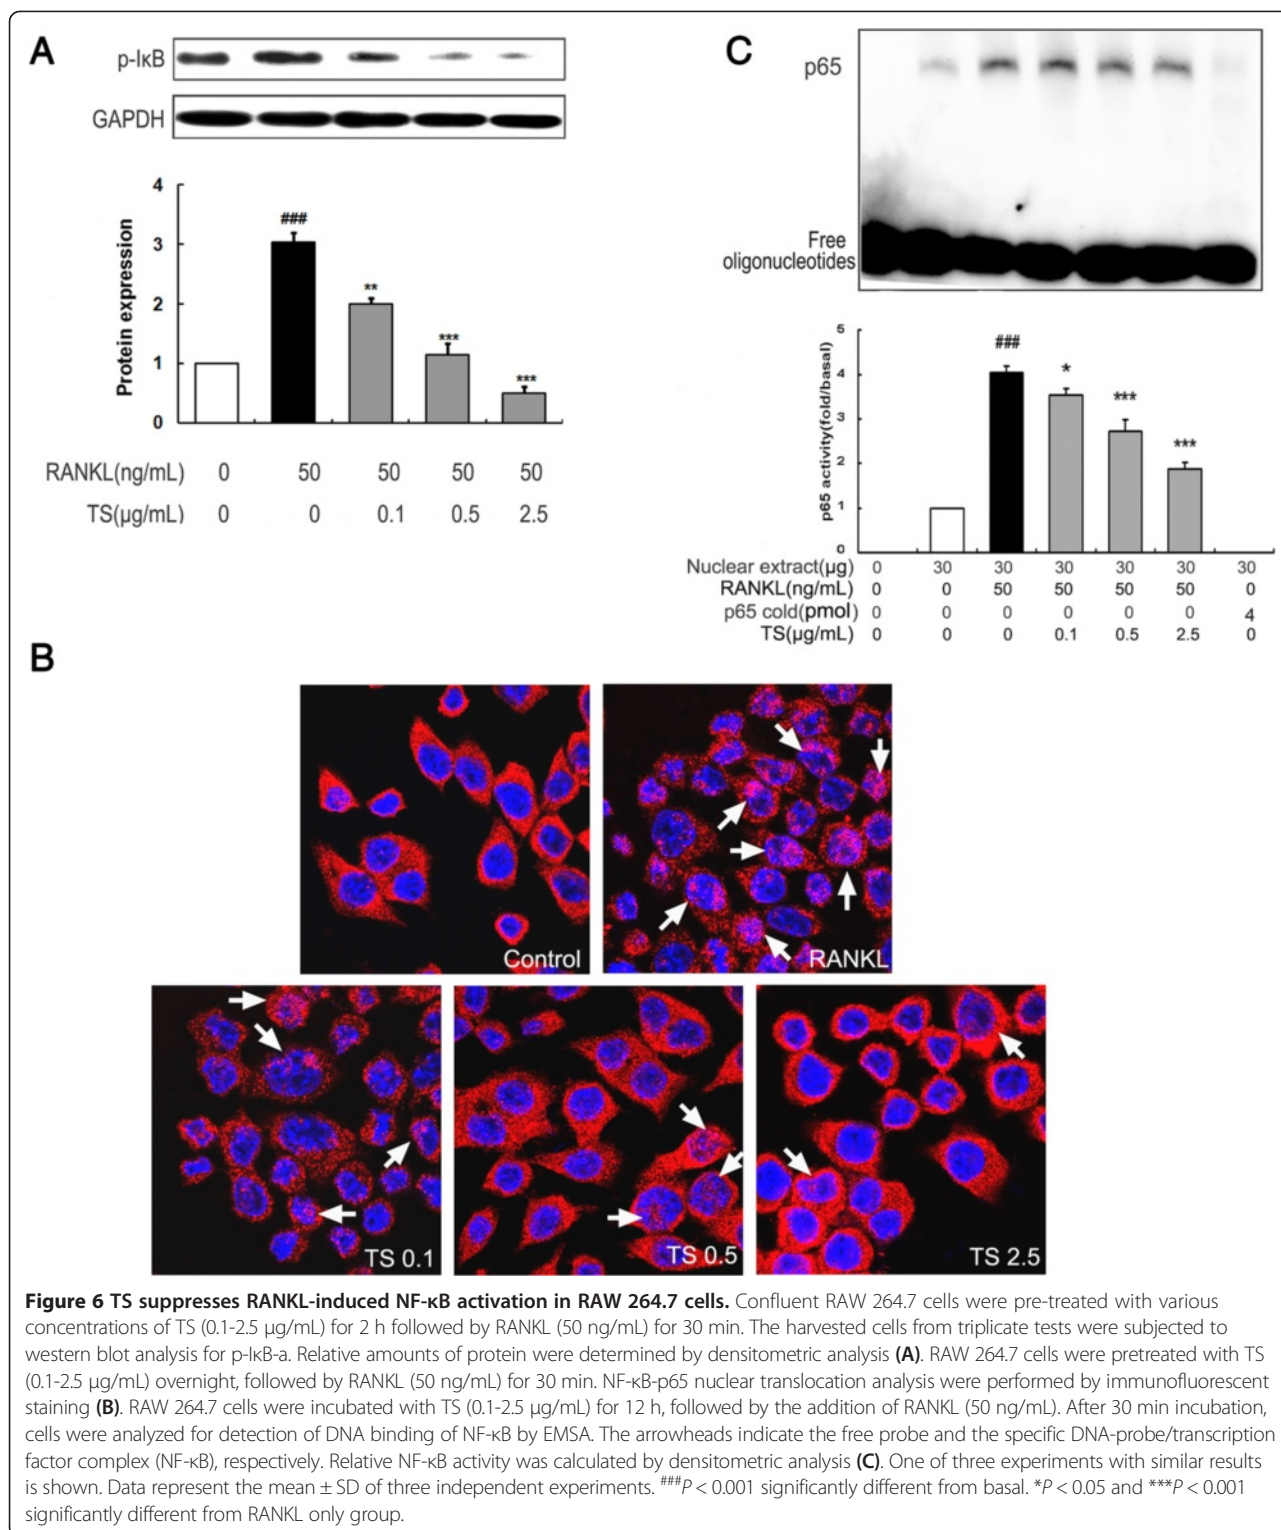 A
p-IκB
GAPDH
Protein expression
4
3
2
1
0
###
**
***
***
RANKL(ng/mL) 0 50 50 50 50
TS(μg/mL) 0 0 0.1 0.5 2.5
C
p65
Free
oligonucleotides
p65 activity(fold/basal)
5
4
3
2
1
0
###
*
***
***
Nuclear extract(μg) 0 30 30 30 30 30 30
RANKL(ng/mL) 0 0 50 50 50 50 0
p65 cold(pmol) 0 0 0 0 0 0 4
TS(μg/mL) 0 0 0 0.1 0.5 2.5 0
B
Control
RANKL
TS 0.1
TS 0.5
TS 2.5
Figure 6 TS suppresses RANKL-induced NF-κB activation in RAW 264.7 cells. Confluent RAW 264.7 cells were pre-treated with various
concentrations of TS (0.1-2.5 μg/mL) for 2 h followed by RANKL (50 ng/mL) for 30 min. The harvested cells from triplicate tests were subjected to
western blot analysis for p-IκB-a. Relative amounts of protein were determined by densitometric analysis (A). RAW 264.7 cells were pretreated with TS
(0.1-2.5 μg/mL) overnight, followed by RANKL (50 ng/mL) for 30 min. NF-κB-p65 nuclear translocation analysis were performed by immunofluorescent
staining (B). RAW 264.7 cells were incubated with TS (0.1-2.5 μg/mL) for 12 h, followed by the addition of RANKL (50 ng/mL). After 30 min incubation,
cells were analyzed for detection of DNA binding of NF-κB by EMSA. The arrowheads indicate the free probe and the specific DNA-probe/transcription
factor complex (NF-κB), respectively. Relative NF-κB activity was calculated by densitometric analysis (C). One of three experiments with similar results
is shown. Data represent the mean ± SD of three independent experiments. ###P < 0.001 significantly different from basal. *P < 0.05 and ***P < 0.001
significantly different from RANKL only group.